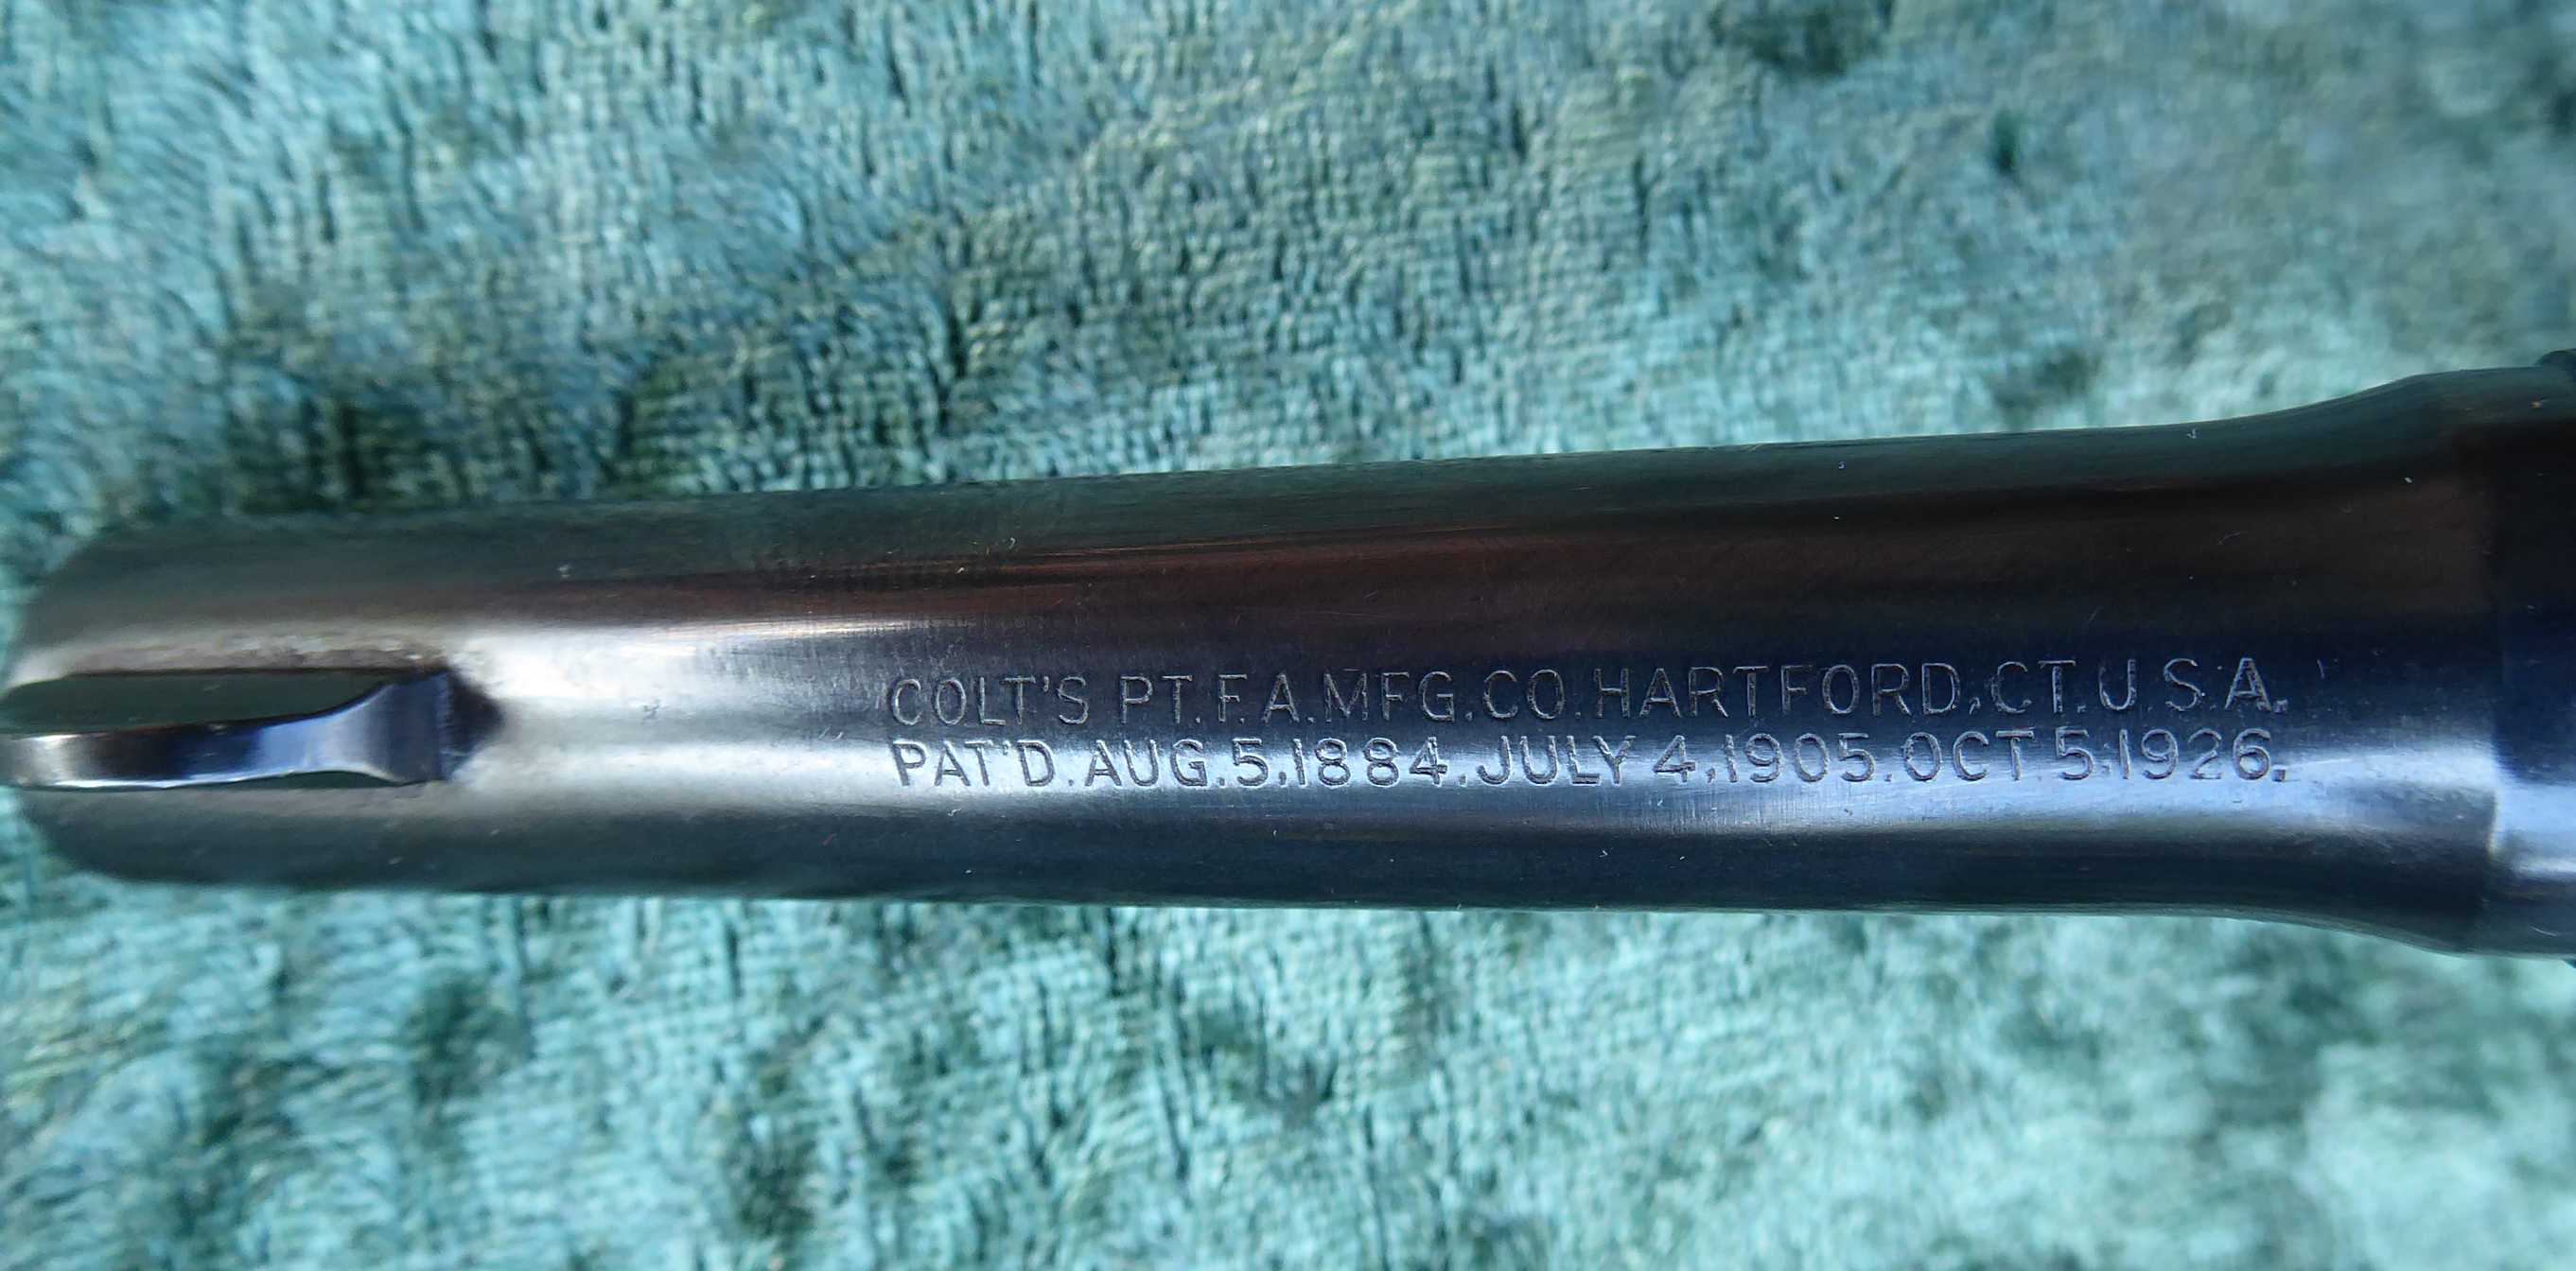 COLT'S PT.F.A.MFG.CO.HARTFORD,CT.U.S.A.
PAT'D.AUG.5,1884,JULY 4,1905.OCT.5,1926.